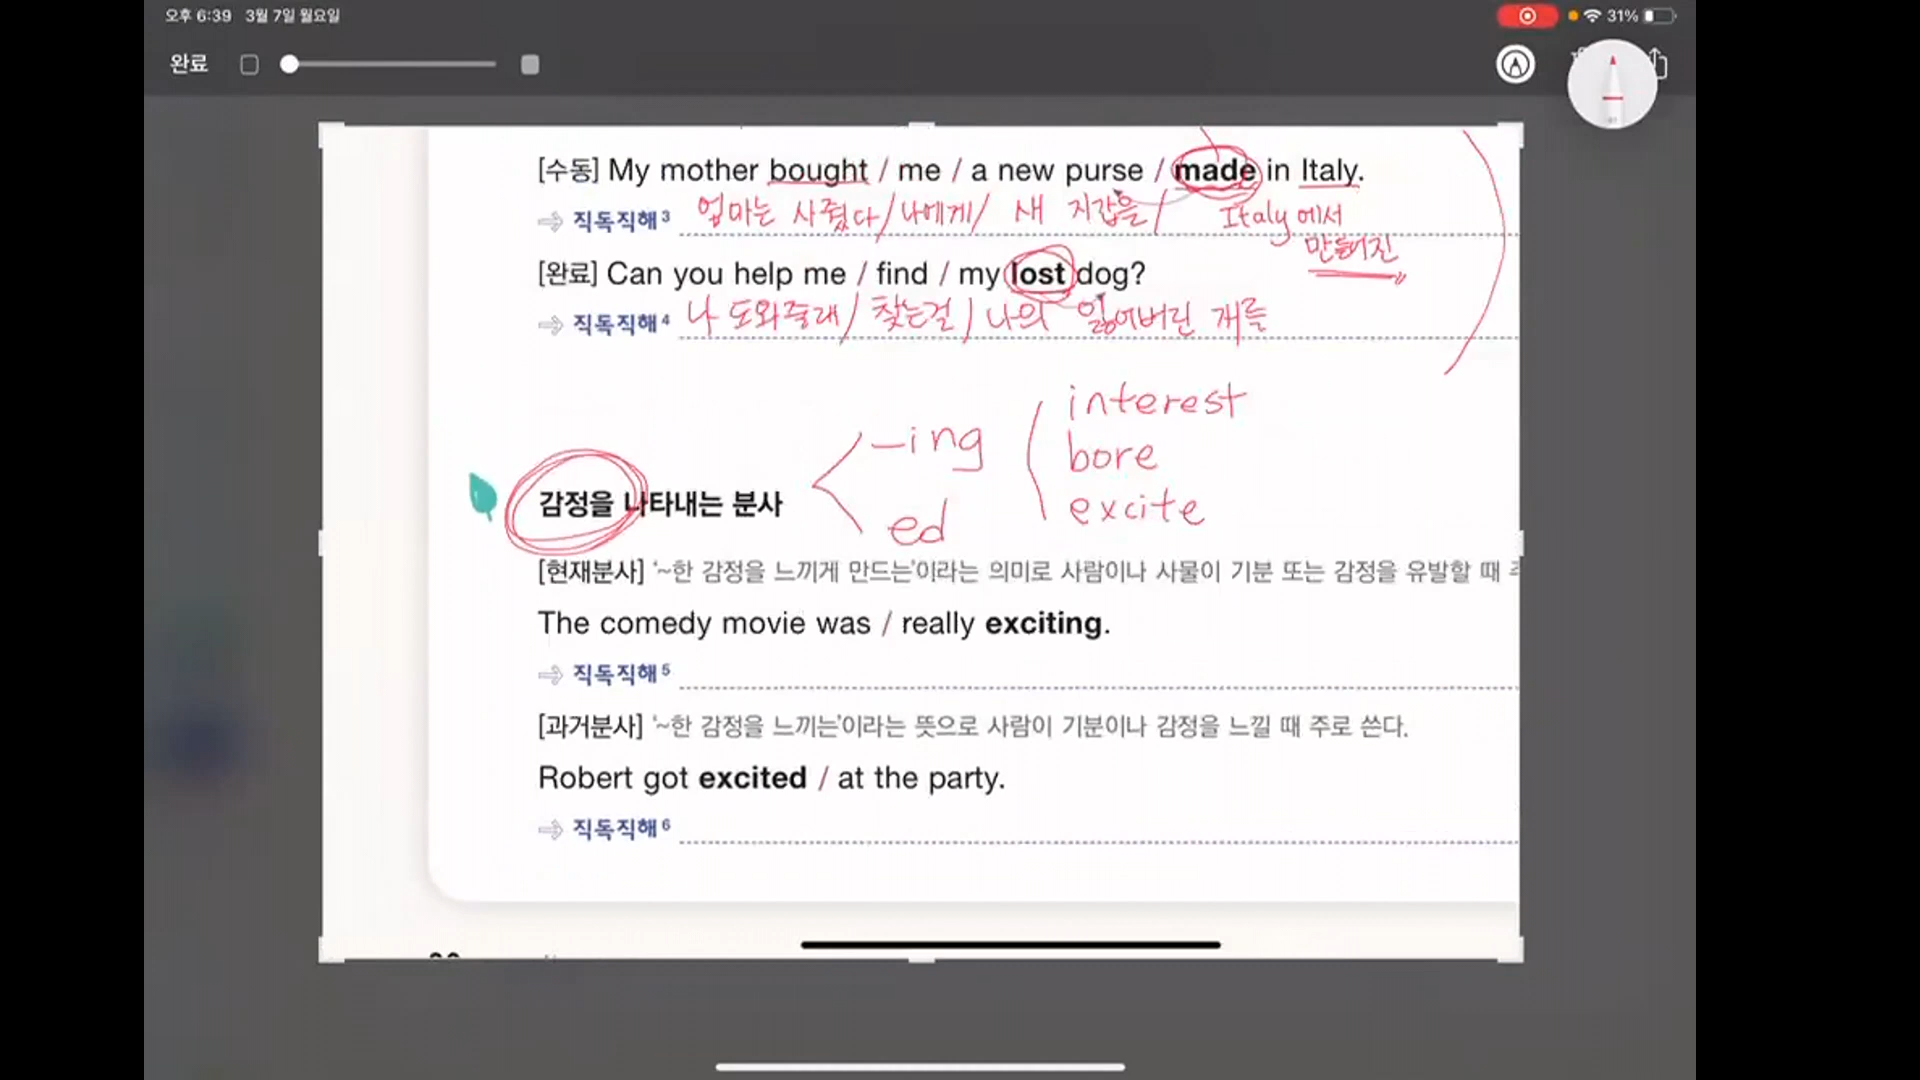 오후 6:39 3월 7일 월요일
31%
완료
[수동] My mother bought / me / a new purse / made in Italy.
직독직해 3 엄마는 사줬다/나에게/ 새 지갑을/ Italy에서
만들어진
[완료] Can you help me / find / my lost dog?
직독직해 4 나 도와줄래/ 찾는걸/ 나의 잃어버린 개를
interest
-ing
bore
감정을 나타내는 분사
excite
ed
[현재분사] '~한 감정을 느끼게 만드는'이라는 의미로 사람이나 사물이 기분 또는 감정을 유발할 때
The comedy movie was / really exciting.
직독직해 5
[과거분사] '~한 감정을 느끼는'이라는 뜻으로 사람이 기분이나 감정을 느낄 때 주로 쓴다.
Robert got excited / at the party.
직독직해 6